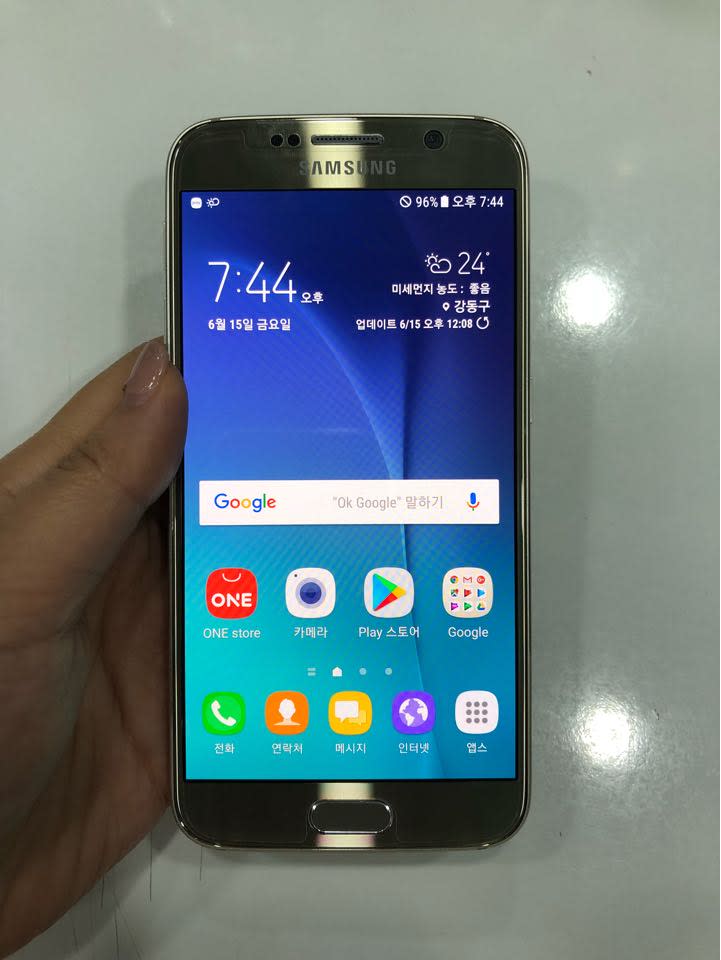 SAMSUNG
96% 오후 7:44
7:44 오후
6월 15일 금요일
24°
미세먼지 농도 : 좋음
강동구
업데이트 6/15 오후 12:08
Google "Ok Google" 말하기
ONE
ONE store 카메라 Play 스토어 Google
전화 연락처 메시지 인터넷 앱스